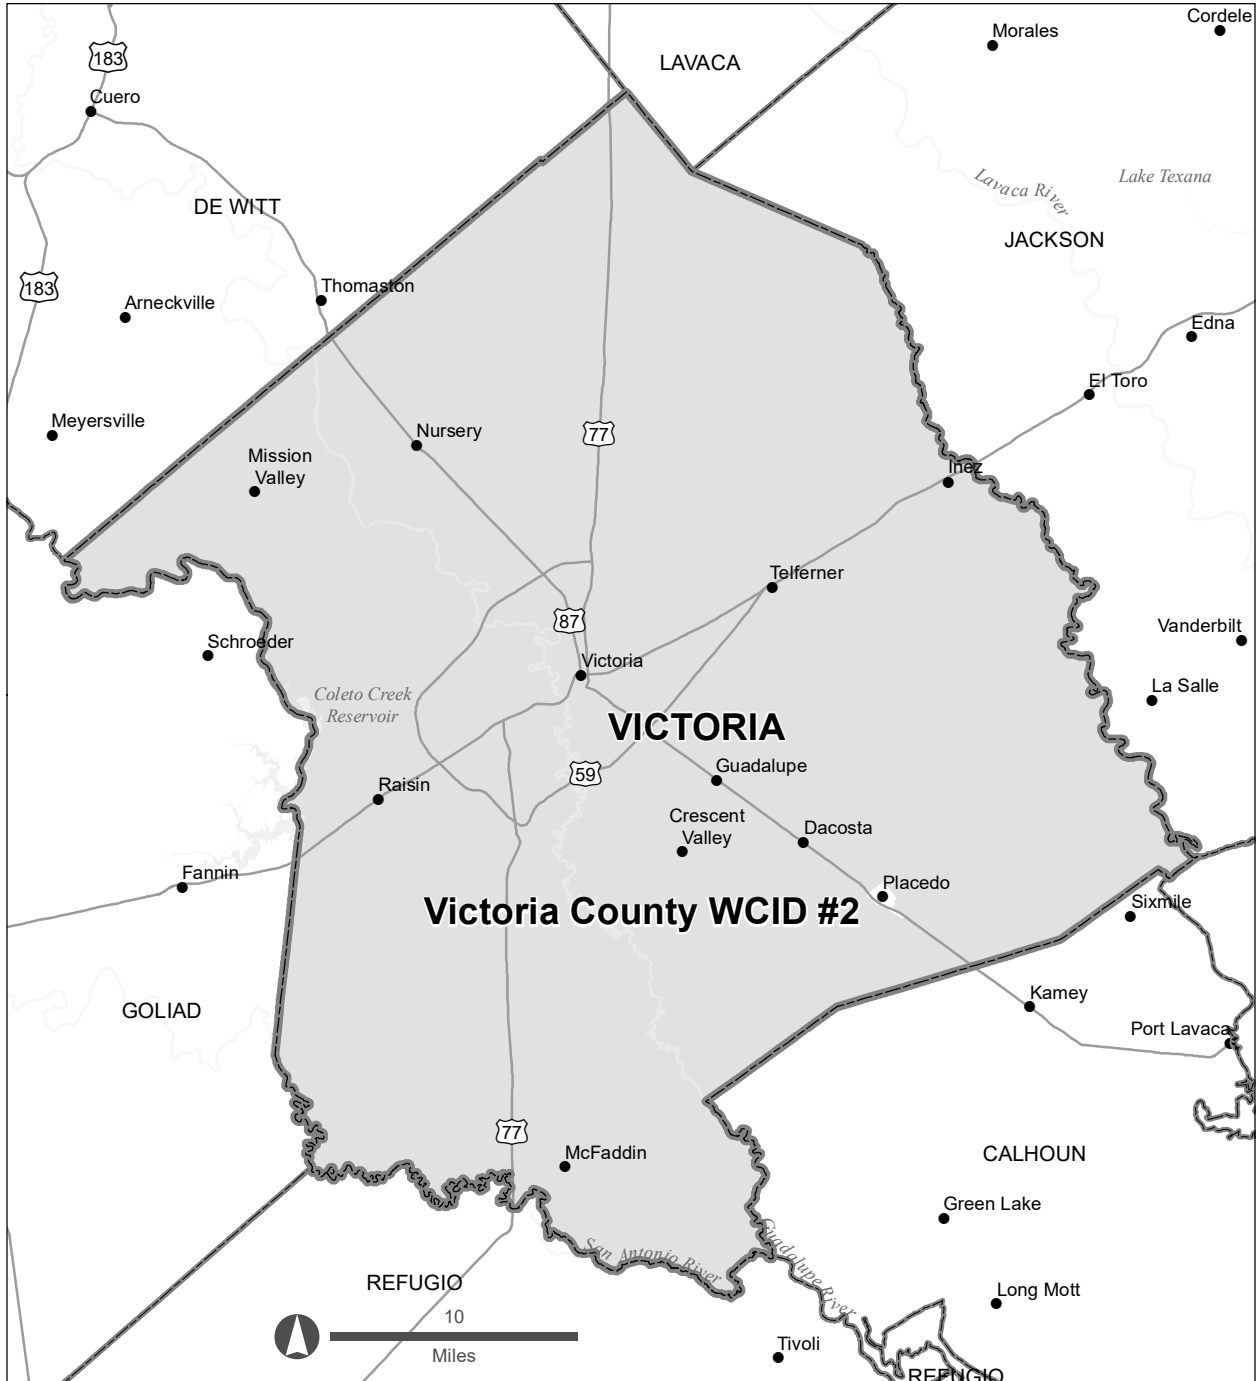 Cordele
Morales
183
LAVACA
Cuero
Lavaca River
Lake Texana
DE WITT
JACKSON
183
Thomaston
Arneckville
Edna
El Toro
Meyersville
Nursery
77
Mission
Valley
Inez
Telferner
87
Vanderbilt
Schroeder
Victoria
La Salle
Coleto Creek
Reservoir
VICTORIA
59
Guadalupe
Raisin
Crescent
Valley
Dacosta
Fannin
Placedo
Victoria County WCID #2
Sixmile
Kamey
GOLIAD
Port Lavaca
77
McFaddin
CALHOUN
Green Lake
San Antonio River
Guadalupe River
REFUGIO
Long Mott
10
Miles
Tivoli
REFUGIO